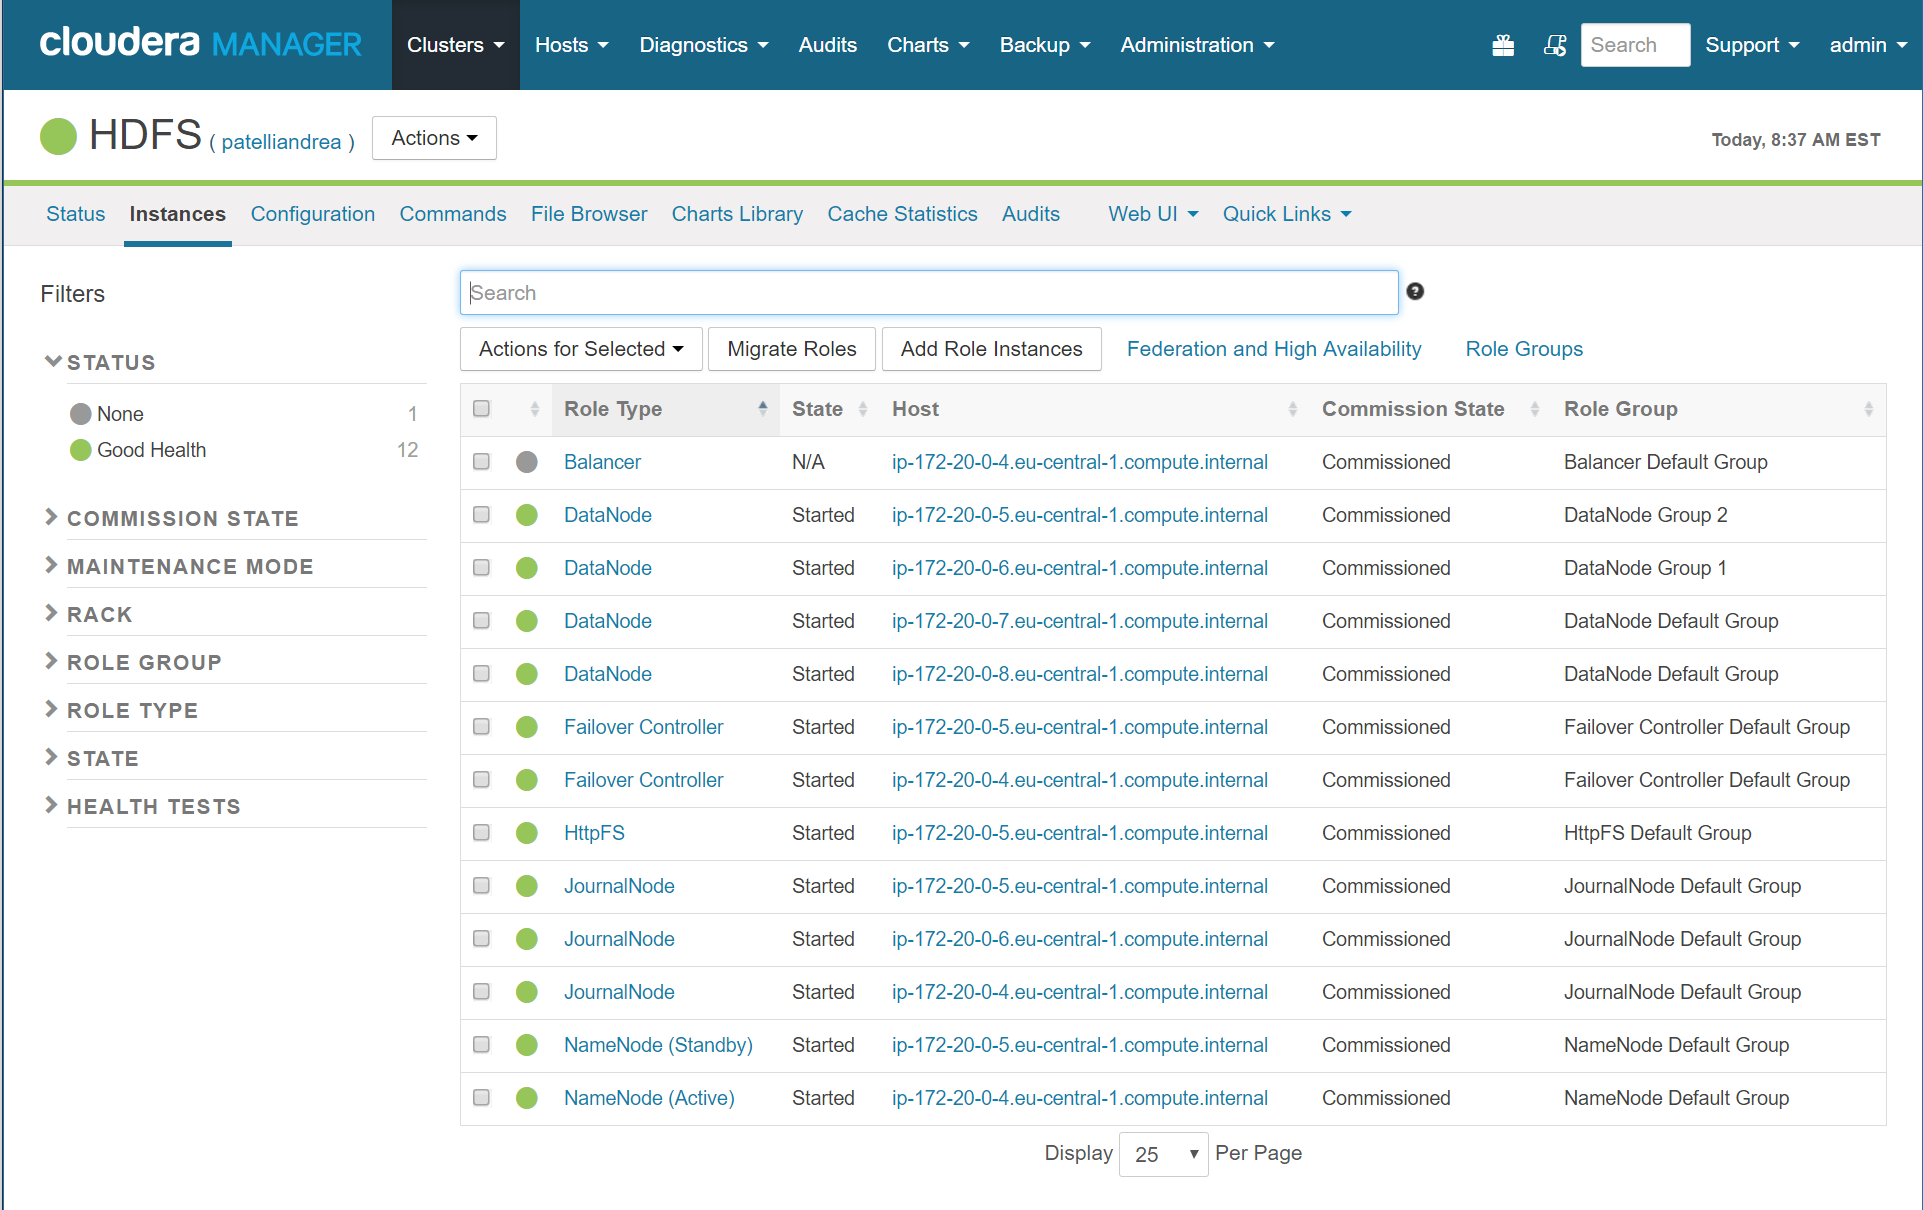 cloudera MANAGER Clusters Hosts Diagnostics Audits Charts Backup Administration Search Support admin
HDFS ( patelliandrea ) Actions Today, 8:37 AM EST
Status Instances Configuration Commands File Browser Charts Library Cache Statistics Audits Web UI Quick Links
Filters
STATUS
None 1
Good Health 12
COMMISSION STATE
MAINTENANCE MODE
RACK
ROLE GROUP
ROLE TYPE
STATE
HEALTH TESTS
Search ?
Actions for Selected Migrate Roles Add Role Instances Federation and High Availability Role Groups
Role Type State Host Commission State Role Group
Balancer N/A ip-172-20-0-4.eu-central-1.compute.internal Commissioned Balancer Default Group
DataNode Started ip-172-20-0-5.eu-central-1.compute.internal Commissioned DataNode Group 2
DataNode Started ip-172-20-0-6.eu-central-1.compute.internal Commissioned DataNode Group 1
DataNode Started ip-172-20-0-7.eu-central-1.compute.internal Commissioned DataNode Default Group
DataNode Started ip-172-20-0-8.eu-central-1.compute.internal Commissioned DataNode Default Group
Failover Controller Started ip-172-20-0-5.eu-central-1.compute.internal Commissioned Failover Controller Default Group
Failover Controller Started ip-172-20-0-4.eu-central-1.compute.internal Commissioned Failover Controller Default Group
HttpFS Started ip-172-20-0-5.eu-central-1.compute.internal Commissioned HttpFS Default Group
JournalNode Started ip-172-20-0-5.eu-central-1.compute.internal Commissioned JournalNode Default Group
JournalNode Started ip-172-20-0-6.eu-central-1.compute.internal Commissioned JournalNode Default Group
JournalNode Started ip-172-20-0-4.eu-central-1.compute.internal Commissioned JournalNode Default Group
NameNode (Standby) Started ip-172-20-0-5.eu-central-1.compute.internal Commissioned NameNode Default Group
NameNode (Active) Started ip-172-20-0-4.eu-central-1.compute.internal Commissioned NameNode Default Group
Display 25 Per Page